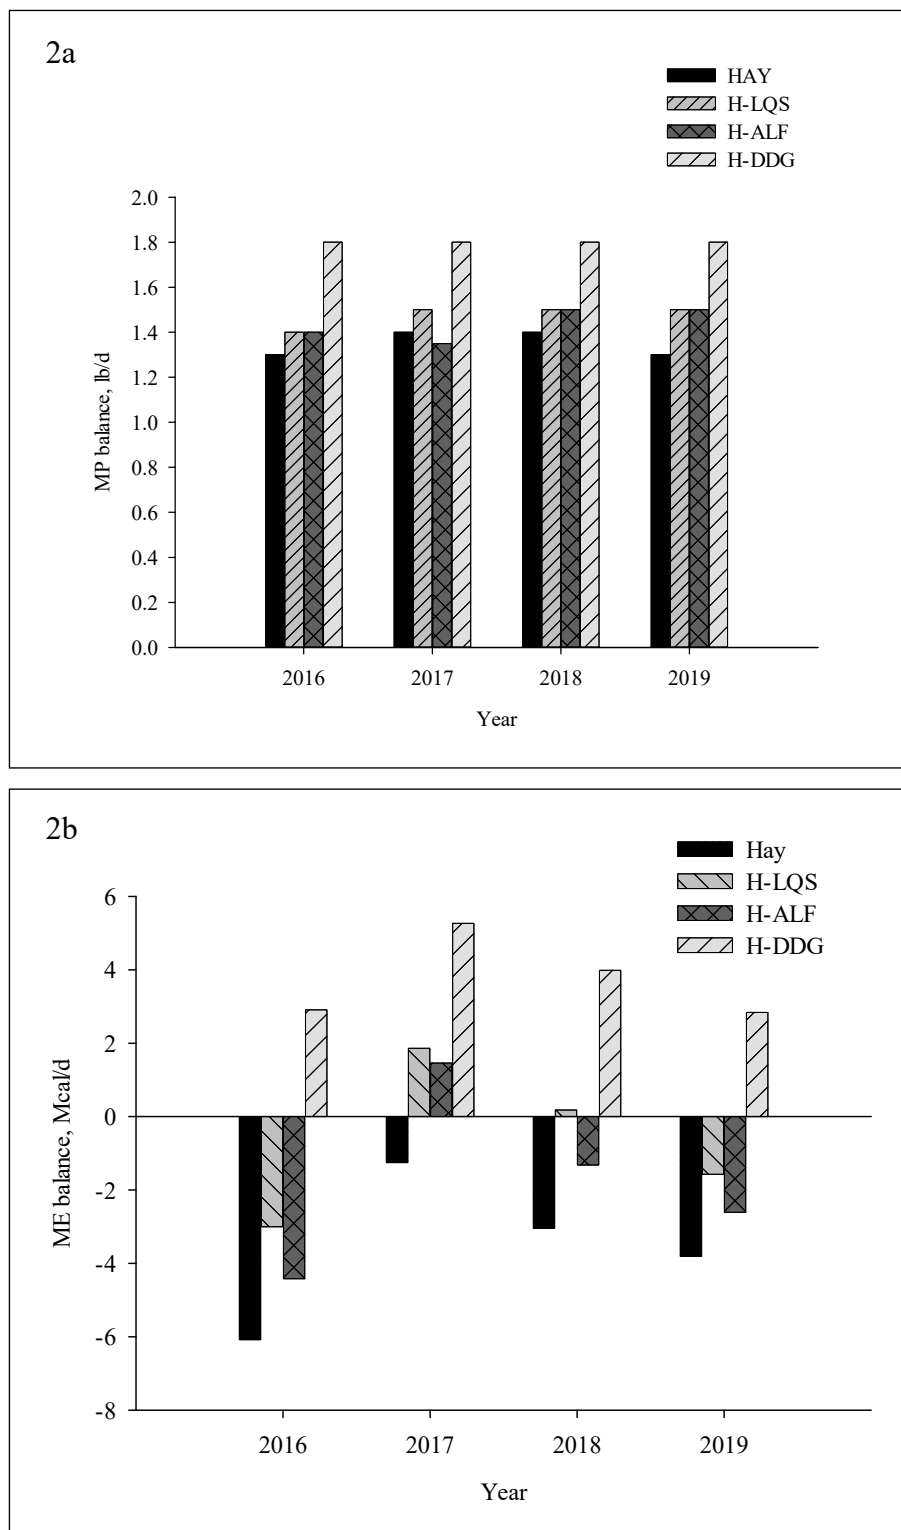 2a
HAY
H-LQS
H-ALF
H-DDG
2.0
1.8
1.6
1.4
1.2
1.0
0.8
0.6
0.4
0.2
0.0
MP balance, lb/d
2016 2017 2018 2019
Year
2b
Hay
H-LQS
H-ALF
H-DDG
6
4
2
0
-2
-4
-6
-8
ME balance, Mcal/d
2016 2017 2018 2019
Year